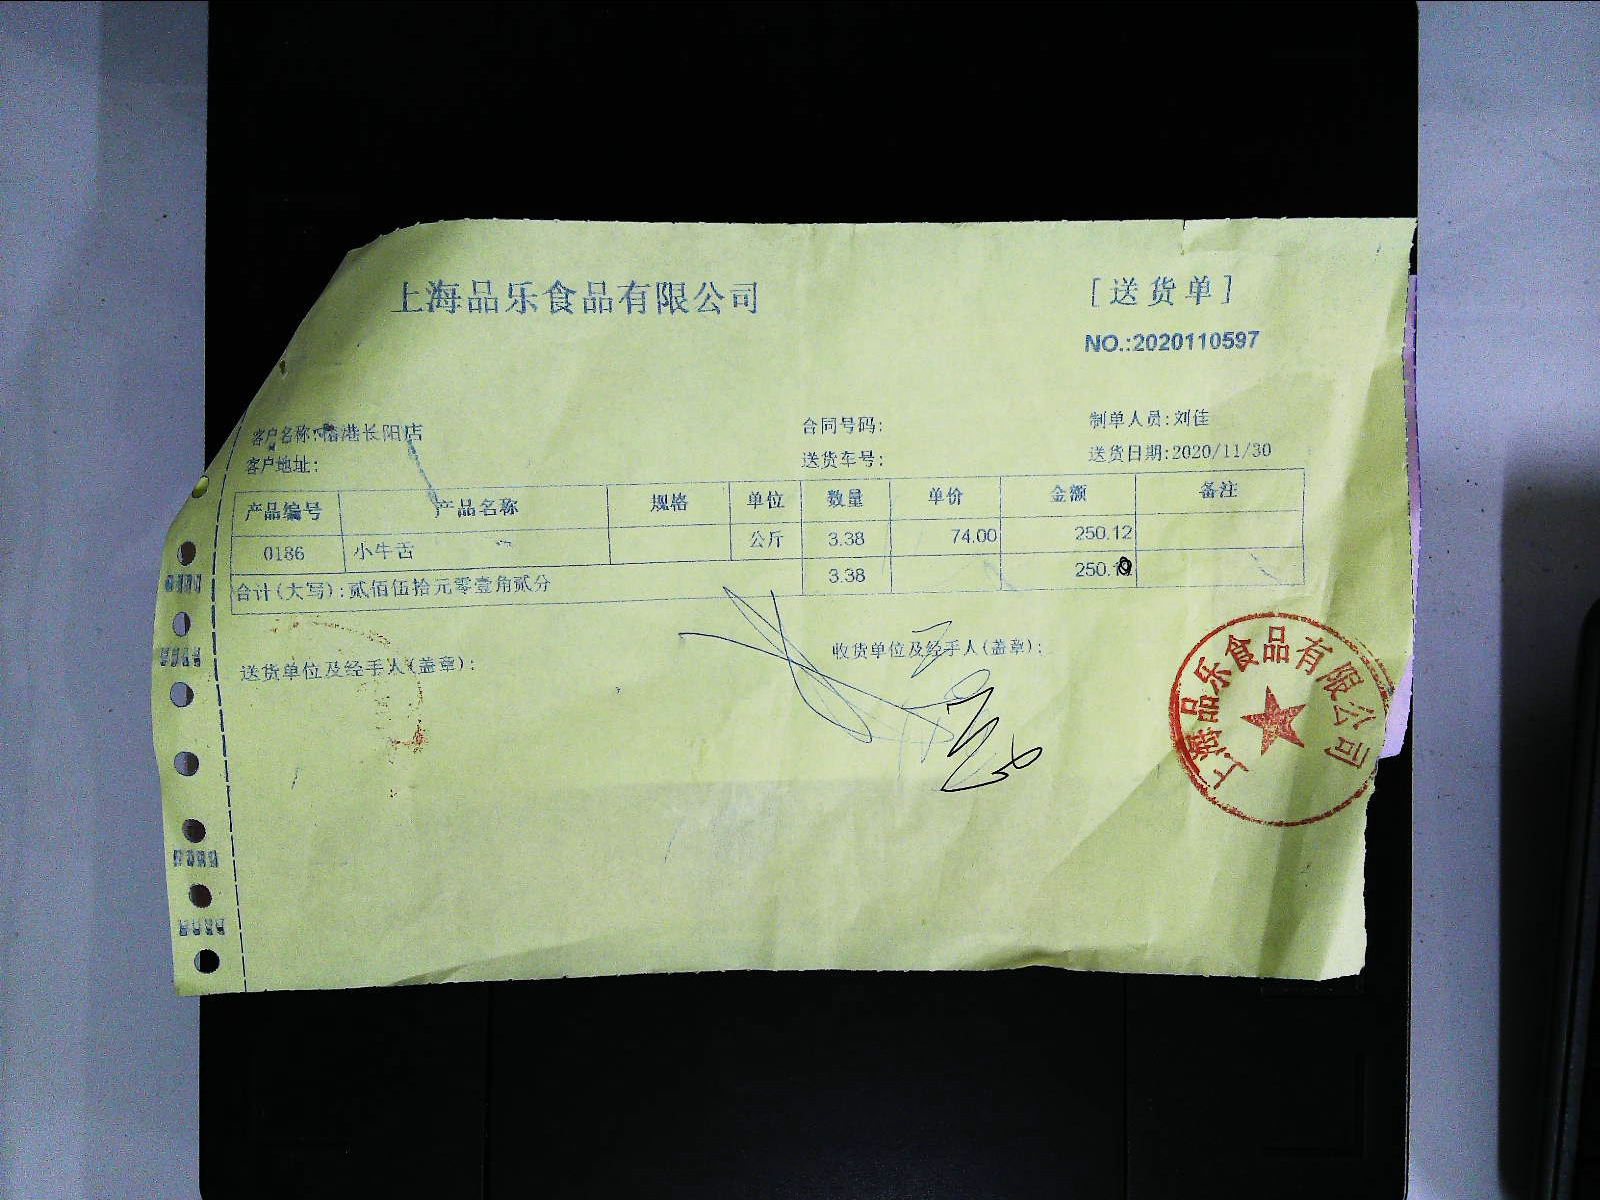 上海品乐食品有限公司
[送货单]
NO.:2020110597
客户名称:港长阳店
合同号码:
制单人员:刘佳
客户地址:
送货车号:
送货日期:2020/11/30
产品编号 产品名称 规格 单位 数量 单价 金额 备注
0186 小牛舌 公斤 3.38 74.00 250.12
合计(大写):贰佰伍拾元零壹角贰分 3.38 250.1
送货单位及经手人(盖章):
收货单位及经手人(盖章):
上海品乐食品有限公司